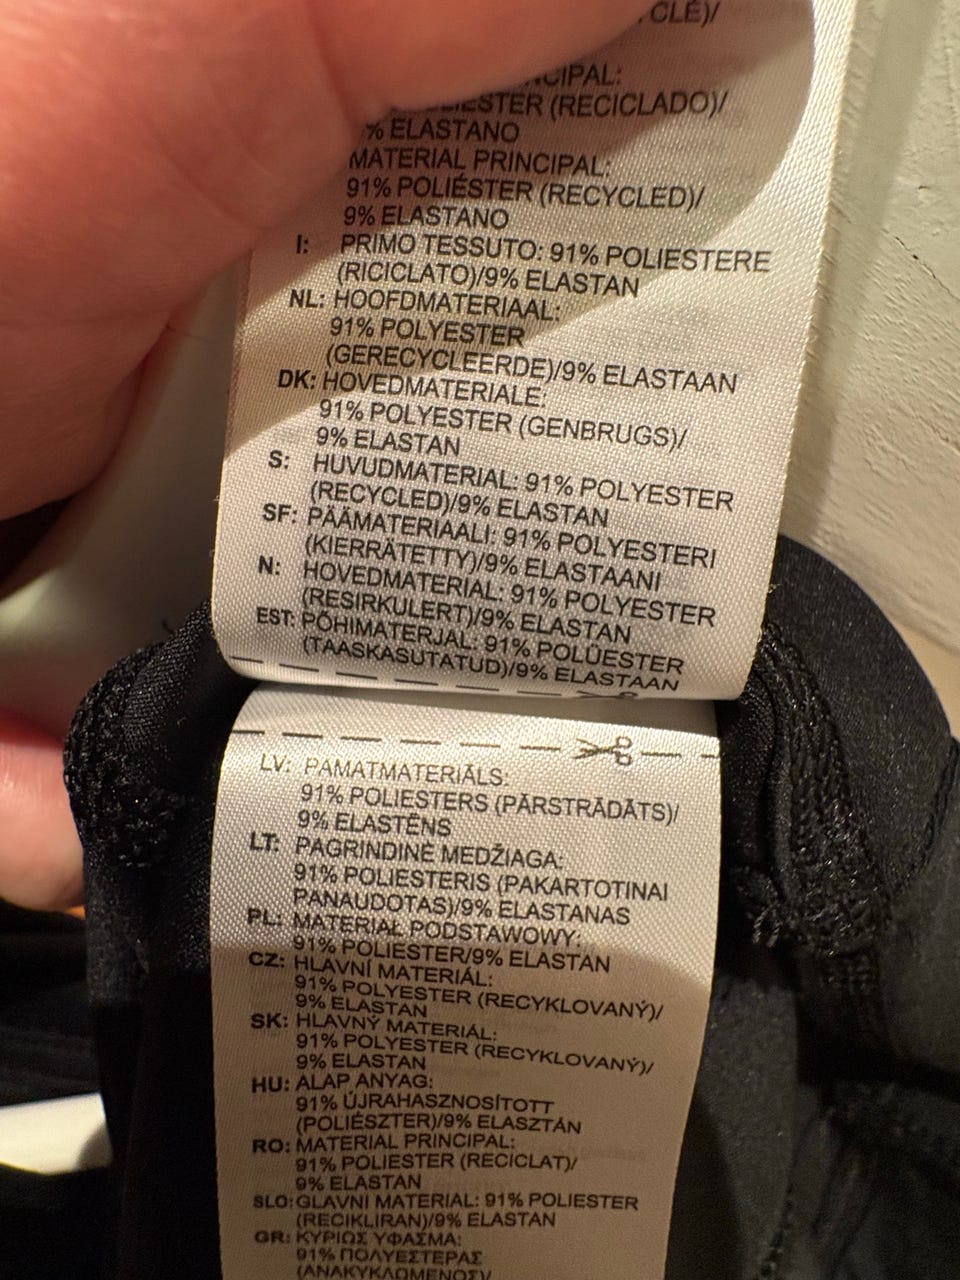 CLÉ)/
RECICLADO)/
% ELASTANO
MATERIAL PRINCIPAL:
91% POLIÉSTER (RECYCLED)/
9% ELASTANO
I: PRIMO TESSUTO: 91% POLIESTERE
(RICICLATO)/9% ELASTAN
NL: HOOFDMATERIAAL:
91% POLYESTER
(GERECYCLEERDE)/9% ELASTAAN
DK: HOVEDMATERIALE:
91% POLYESTER (GENBRUGS)/
9% ELASTAN
S: HUVUDMATERIAL: 91% POLYESTER
(RECYCLED)/9% ELASTAN
SF: PÄÄMATERIAALI: 91% POLYESTERI
(KIERRÄTETTY)/9% ELASTAANI
N: HOVEDMATERIAL: 91% POLYESTER
(RESIRKULERT)/9% ELASTAN
EST: PÕHIMATERJAL: 91% POLÜESTER
(TAASKASUTATUD)/9% ELASTAAN
LV: PAMATMATERIĀLS:
91% POLIESTERS (PĀRSTRĀDĀTS)/
9% ELASTĒNS
LT: PAGRINDINĖ MEDŽIAGA:
91% POLIESTERIS (PAKARTOTINAI
PANAUDOTAS)/9% ELASTANAS
PL: MATERIAŁ PODSTAWOWY:
91% POLIESTER/9% ELASTAN
CZ: HLAVNÍ MATERIÁL:
91% POLYESTER (RECYKLOVANÝ)/
9% ELASTAN
SK: HLAVNÝ MATERIÁL:
91% POLYESTER (RECYKLOVANÝ)/
9% ELASTAN
HU: ALAP ANYAG:
91% ÚJRAHASZNOSÍTOTT
(POLIÉSZTER)/9% ELASZTÁN
RO: MATERIAL PRINCIPAL:
91% POLIESTER (RECICLAT)/
9% ELASTAN
SLO: GLAVNI MATERIAL: 91% POLIESTER
(RECIKLIRAN)/9% ELASTAN
GR: ΚΥΡΙΩΣ ΥΦΑΣΜΑ:
91% ΠΟΛΥΕΣΤΕΡΑΣ
(ΑΝΑΚΥΚΛΩΜΕΝΟΣ)/